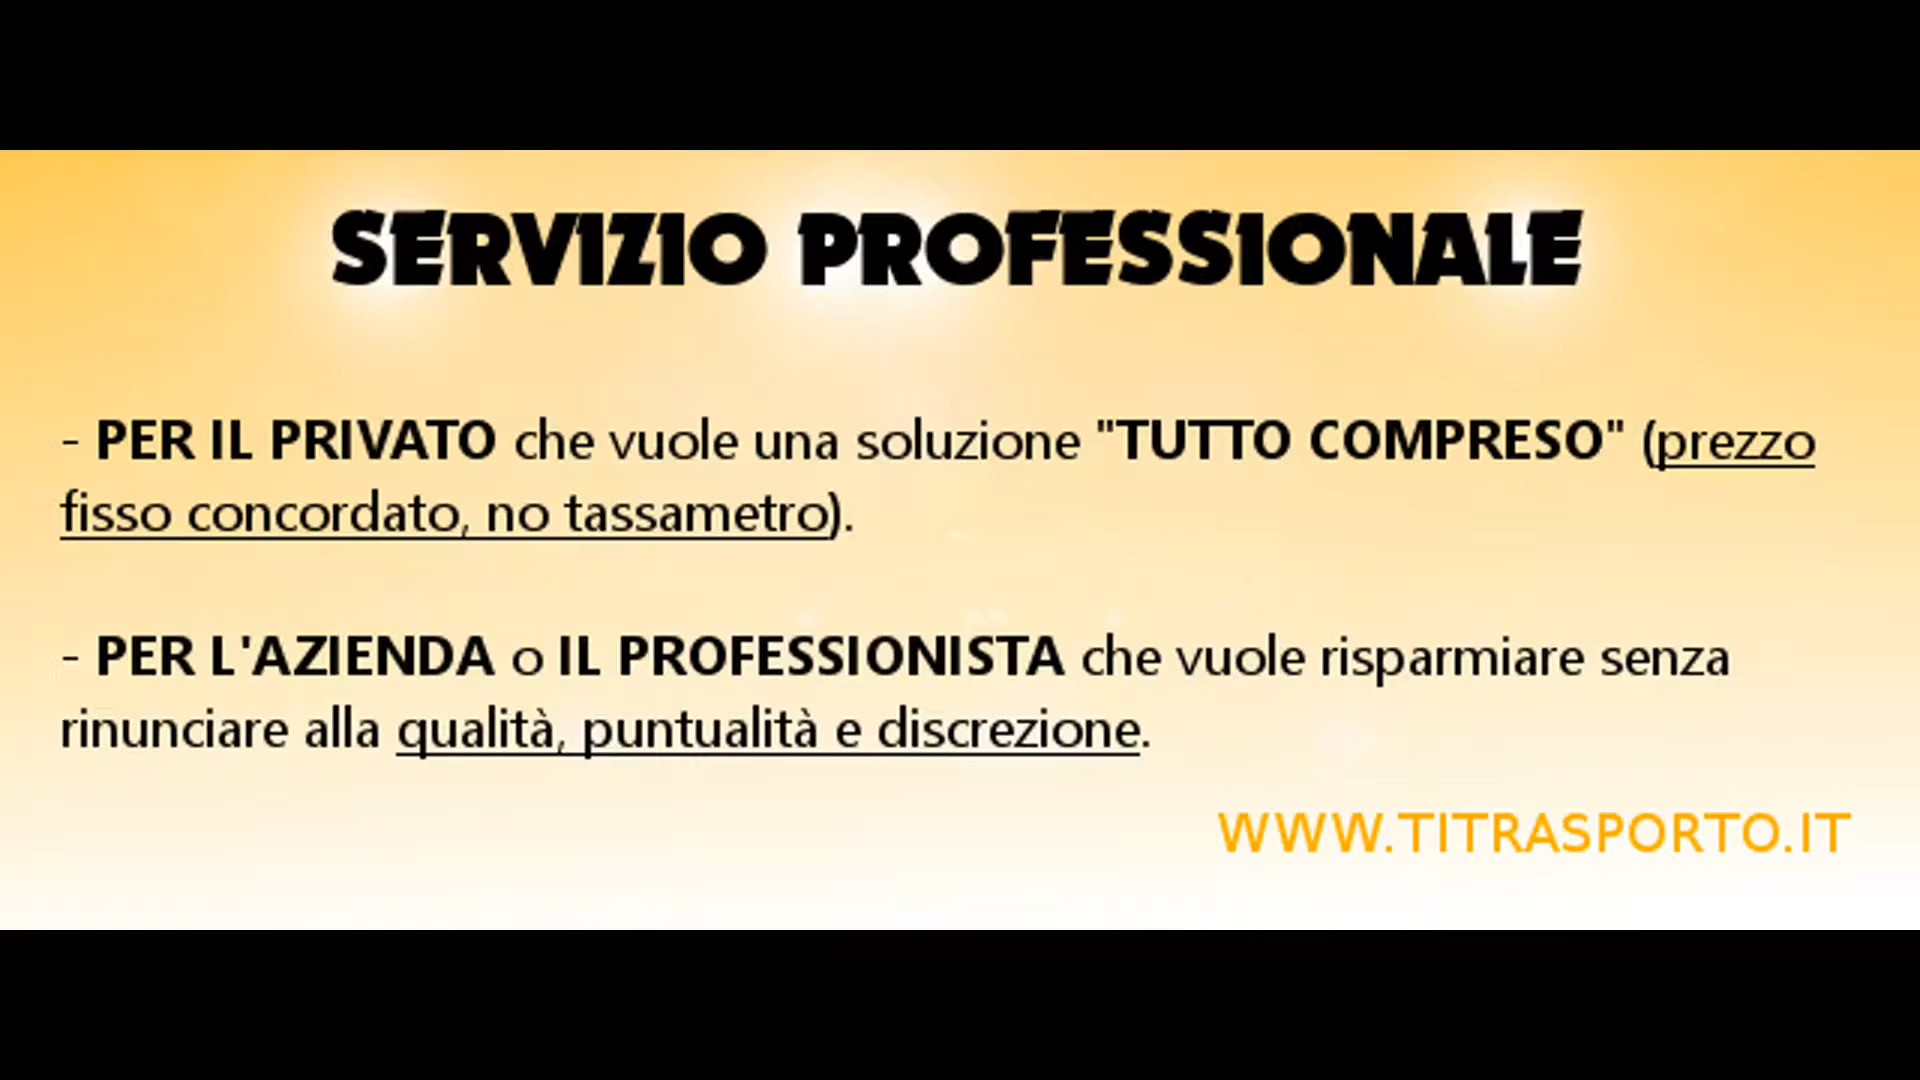 SERVIZIO PROFESSIONALE
- PER IL PRIVATO che vuole una soluzione "TUTTO COMPRESO" (prezzo
fisso concordato, no tassametro).
- PER L'AZIENDA o IL PROFESSIONISTA che vuole risparmiare senza
rinunciare alla qualità, puntualità e discrezione.
WWW.TITRASPORTO.IT